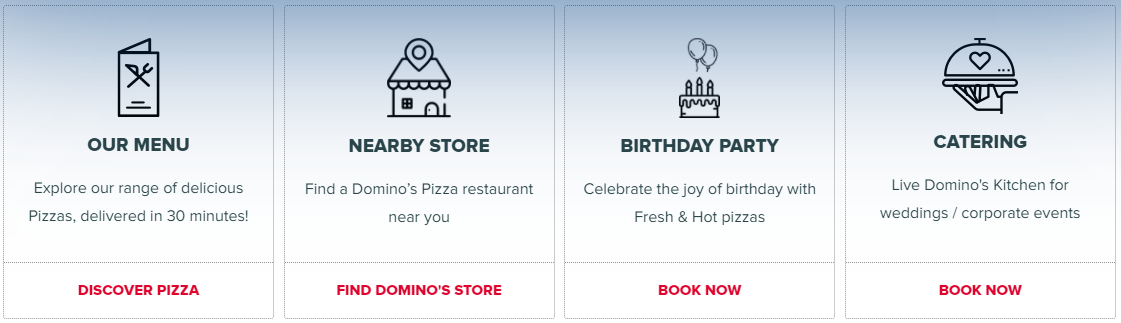 OUR MENU
Explore our range of delicious
Pizzas, delivered in 30 minutes!
DISCOVER PIZZA
NEARBY STORE
Find a Domino’s Pizza restaurant
near you
FIND DOMINO'S STORE
BIRTHDAY PARTY
Celebrate the joy of birthday with
Fresh & Hot pizzas
BOOK NOW
CATERING
Live Domino's Kitchen for
weddings / corporate events
BOOK NOW